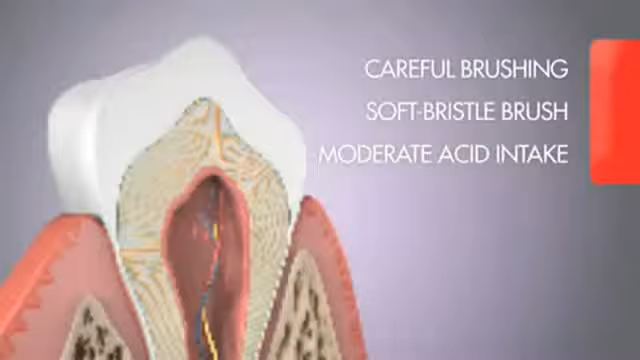 CAREFUL BRUSHING
SOFT-BRISTLE BRUSH
MODERATE ACID INTAKE